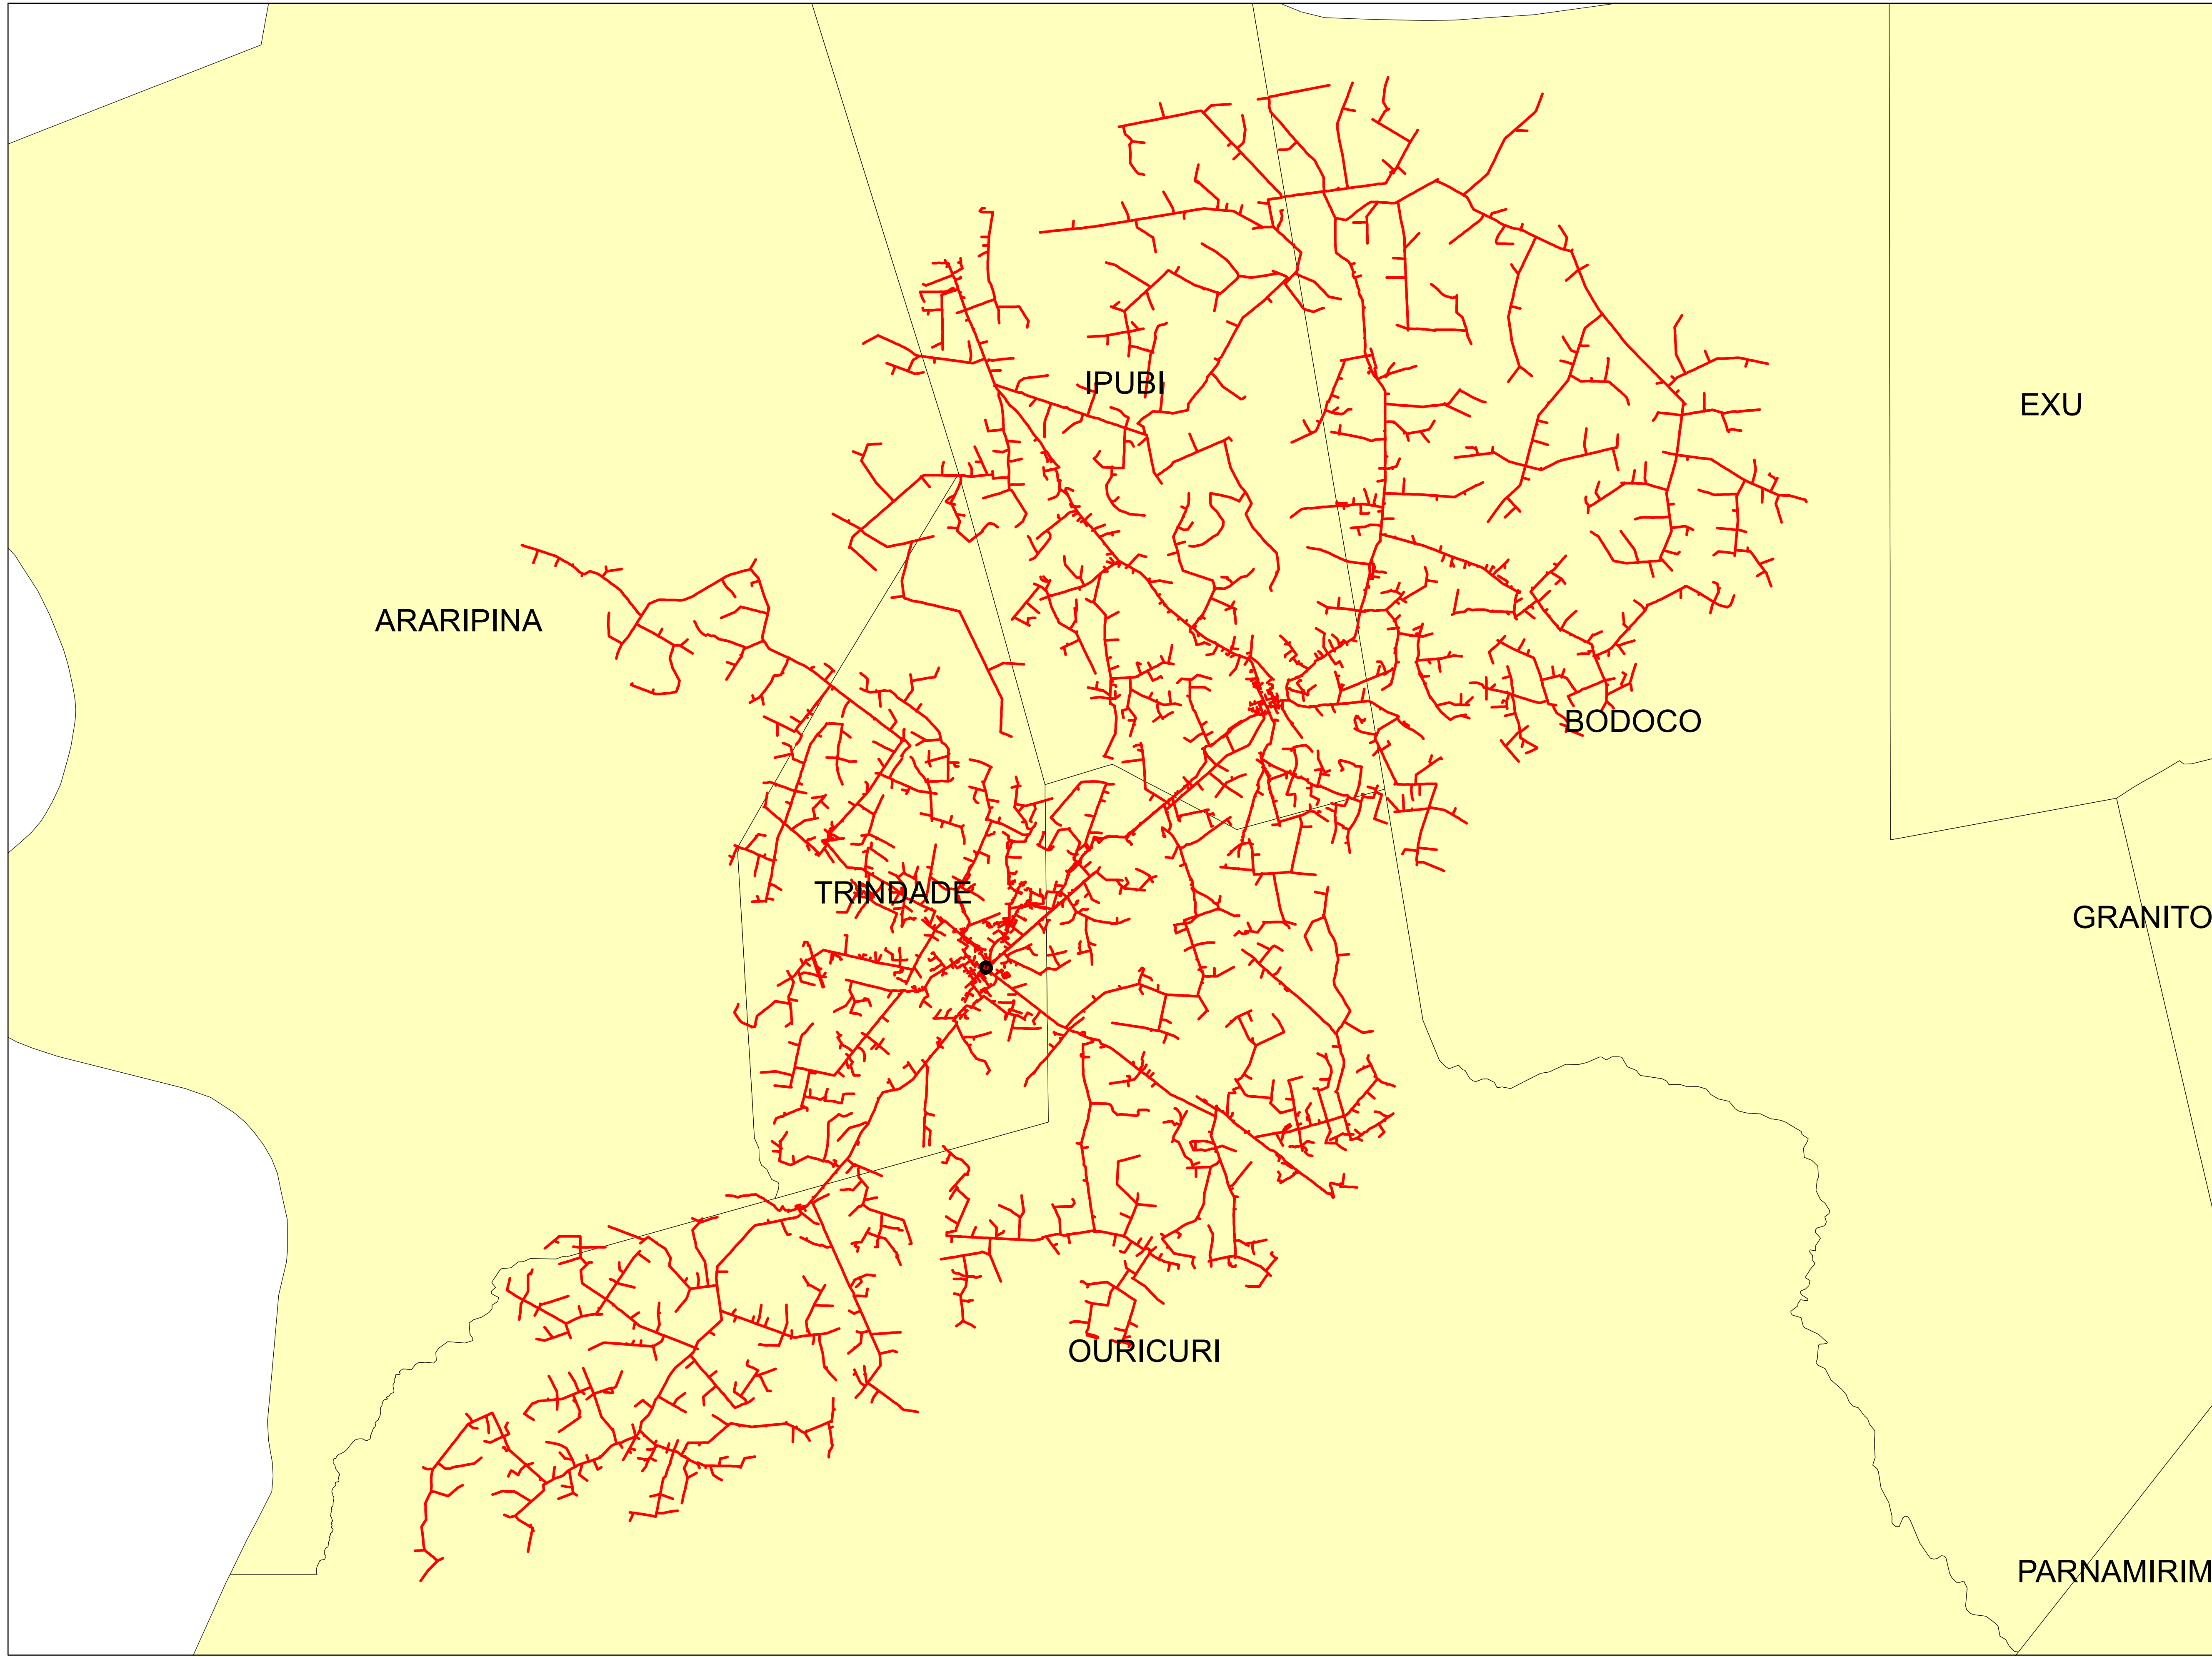 IPUBI
EXU
ARARIPINA
BODOCO
TRINDADE
GRANITO
OURICURI
PARNAMIRIM